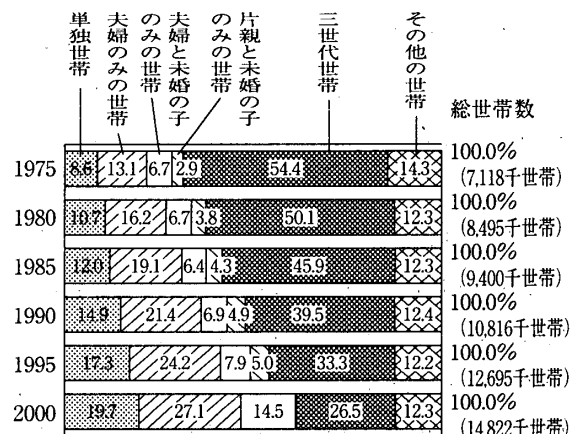 単独世帯
夫婦のみの世帯
夫婦と未婚の子
のみの世帯
片親と未婚の子
のみの世帯
三世代世帯
その他の世帯
総世帯数
1975 8.6 13.1 6.7 2.9 54.4 14.3 100.0%
(7,118千世帯)
1980 10.7 16.2 6.7 3.8 50.1 12.3 100.0%
(8,495千世帯)
1985 12.0 19.1 6.4 4.3 45.9 12.3 100.0%
(9,400千世帯)
1990 14.9 21.4 6.9 4.9 39.5 12.4 100.0%
(10,816千世帯)
1995 17.3 24.2 7.9 5.0 33.3 12.2 100.0%
(12,695千世帯)
2000 19.7 27.1 14.5 26.5 12.3 100.0%
(14,822千世帯)